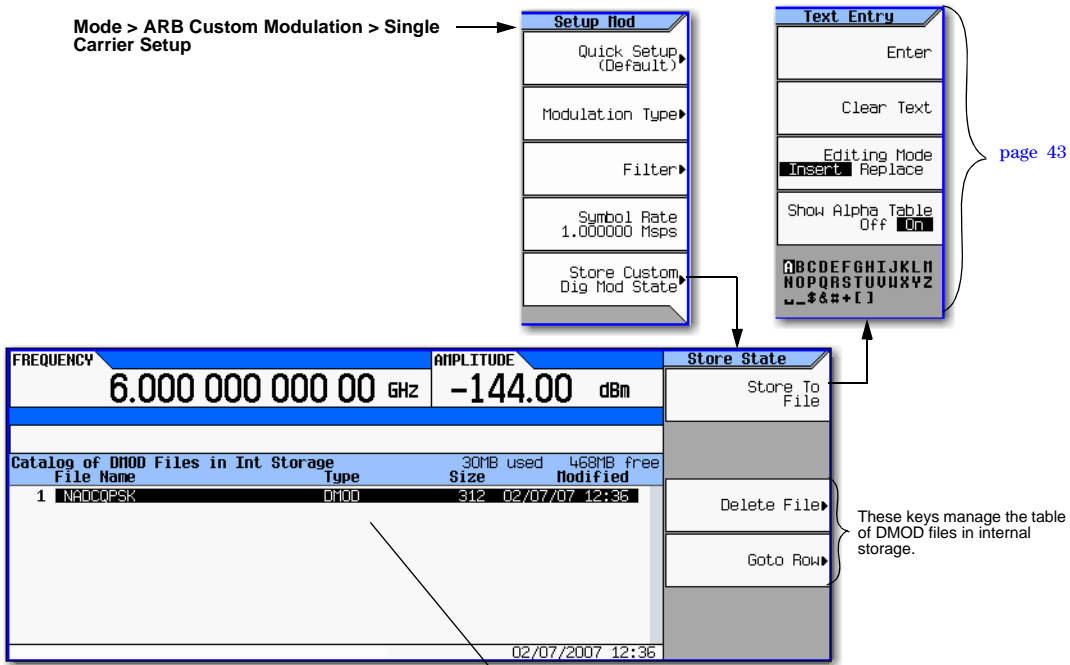 Mode > ARB Custom Modulation > Single
Carrier Setup
Setup Mod
Quick Setup
(Default)
Modulation Type
Filter
Symbol Rate
1.000000 Msps
Store Custom
Dig Mod State
Text Entry
Enter
Clear Text
Editing Mode
Insert Replace
Show Alpha Table
Off On
ABCDEFGHIJKLM
NOPQRSTUVWXYZ
␣_$&#+[]
page 43
FREQUENCY
6.000 000 000 00 GHz
AMPLITUDE
-144.00 dBm
Catalog of DMOD Files in Int Storage 30MB used 468MB free
File Name Type Size Modified
1 NADCQPSK DMOD 312 02/07/07 12:36
02/07/2007 12:36
Store State
Store To
File
Delete File
Goto Row
These keys manage the table
of DMOD files in internal
storage.